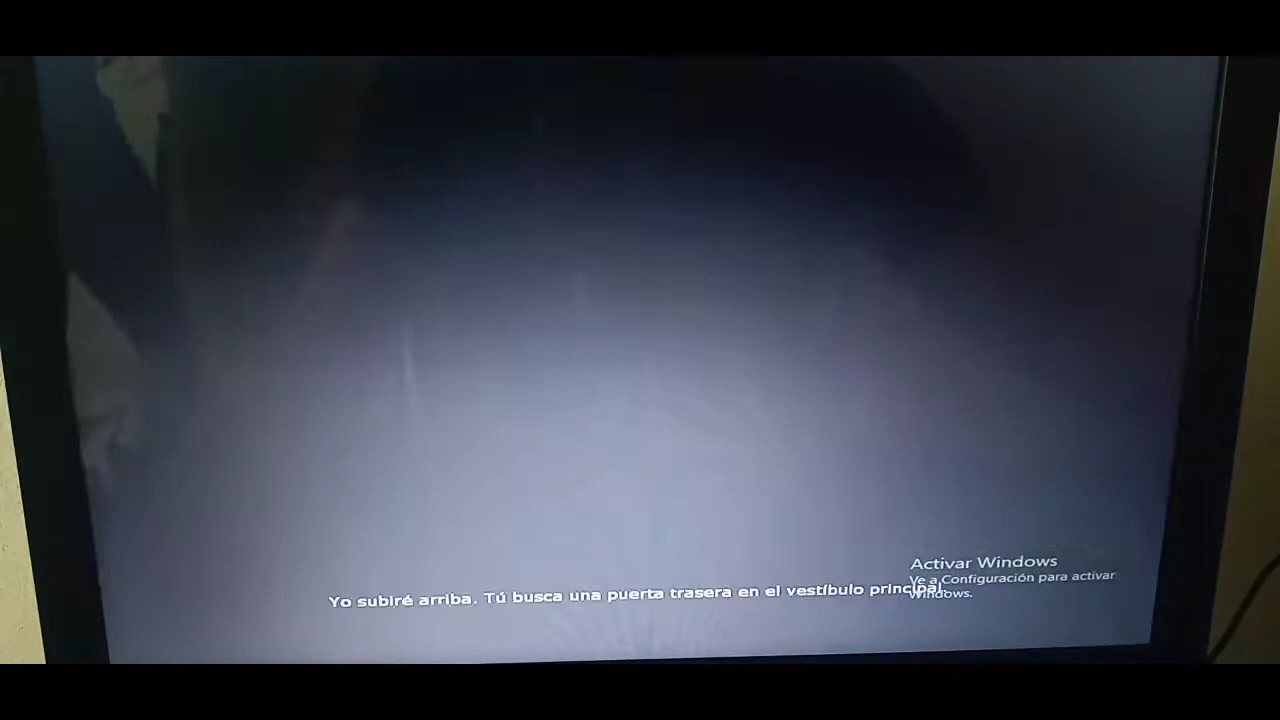 Activar Windows
Ve a Configuración para activar
Windows.
Yo subiré arriba. Tú busca una puerta trasera en el vestíbulo principal.